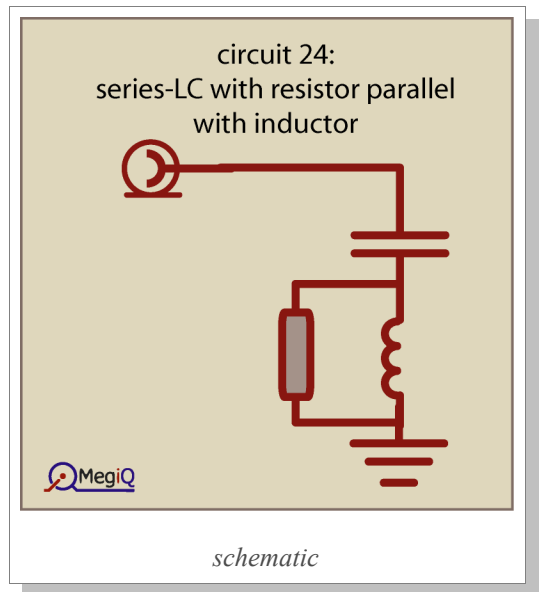 circuit 24:
series-LC with resistor parallel
with inductor
MegiQ
schematic